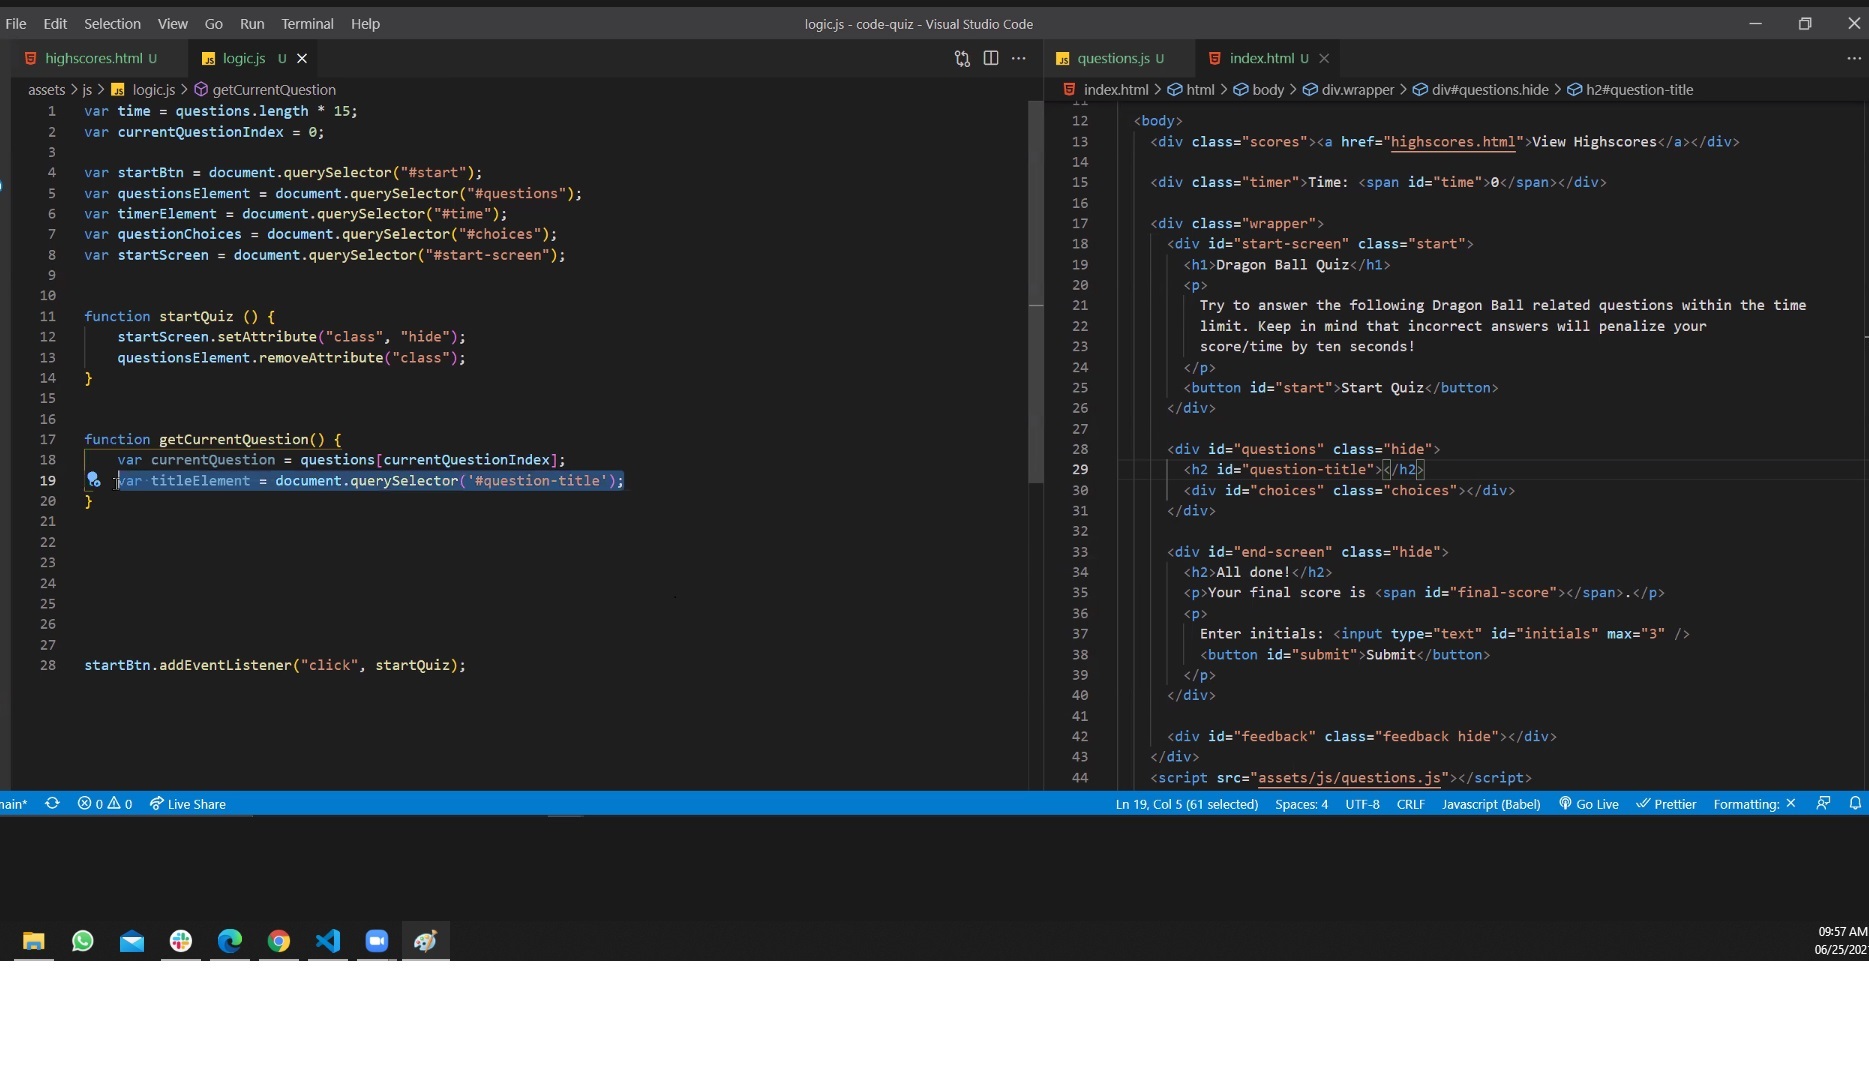 File Edit Selection View Go Run Terminal Help
logic.js - code-quiz - Visual Studio Code
highscores.html U
JS logic.js U
assets > js > JS logic.js > getCurrentQuestion
1 var time = questions.length * 15;
2 var currentQuestionIndex = 0;
3
4 var startBtn = document.querySelector("#start");
5 var questionsElement = document.querySelector("#questions");
6 var timerElement = document.querySelector("#time");
7 var questionChoices = document.querySelector("#choices");
8 var startScreen = document.querySelector("#start-screen");
9
10
11 function startQuiz () {
12 startScreen.setAttribute("class", "hide");
13 questionsElement.removeAttribute("class");
14 }
15
16
17 function getCurrentQuestion() {
18 var currentQuestion = questions[currentQuestionIndex];
19 var titleElement = document.querySelector('#question-title');
20 }
21
22
23
24
25
26
27
28 startBtn.addEventListener("click", startQuiz);
JS questions.js U
index.html U
index.html > html > body > div.wrapper > div#questions.hide > h2#question-title
11
12 <body>
13 <div class="scores"><a href="highscores.html">View Highscores</a></div>
14
15 <div class="timer">Time: <span id="time">0</span></div>
16
17 <div class="wrapper">
18 <div id="start-screen" class="start">
19 <h1>Dragon Ball Quiz</h1>
20 <p>
21 Try to answer the following Dragon Ball related questions within the time
22 limit. Keep in mind that incorrect answers will penalize your
23 score/time by ten seconds!
24 </p>
25 <button id="start">Start Quiz</button>
26 </div>
27
28 <div id="questions" class="hide">
29 <h2 id="question-title"></h2>
30 <div id="choices" class="choices"></div>
31 </div>
32
33 <div id="end-screen" class="hide">
34 <h2>All done!</h2>
35 <p>Your final score is <span id="final-score"></span>.</p>
36 <p>
37 Enter initials: <input type="text" id="initials" max="3" />
38 <button id="submit">Submit</button>
39 </p>
40 </div>
41
42 <div id="feedback" class="feedback hide"></div>
43 </div>
44 <script src="assets/js/questions.js"></script>
main* 0 0 Live Share
Ln 19, Col 5 (61 selected) Spaces: 4 UTF-8 CRLF Javascript (Babel) Go Live Prettier Formatting: ×
09:57 AM
06/25/202